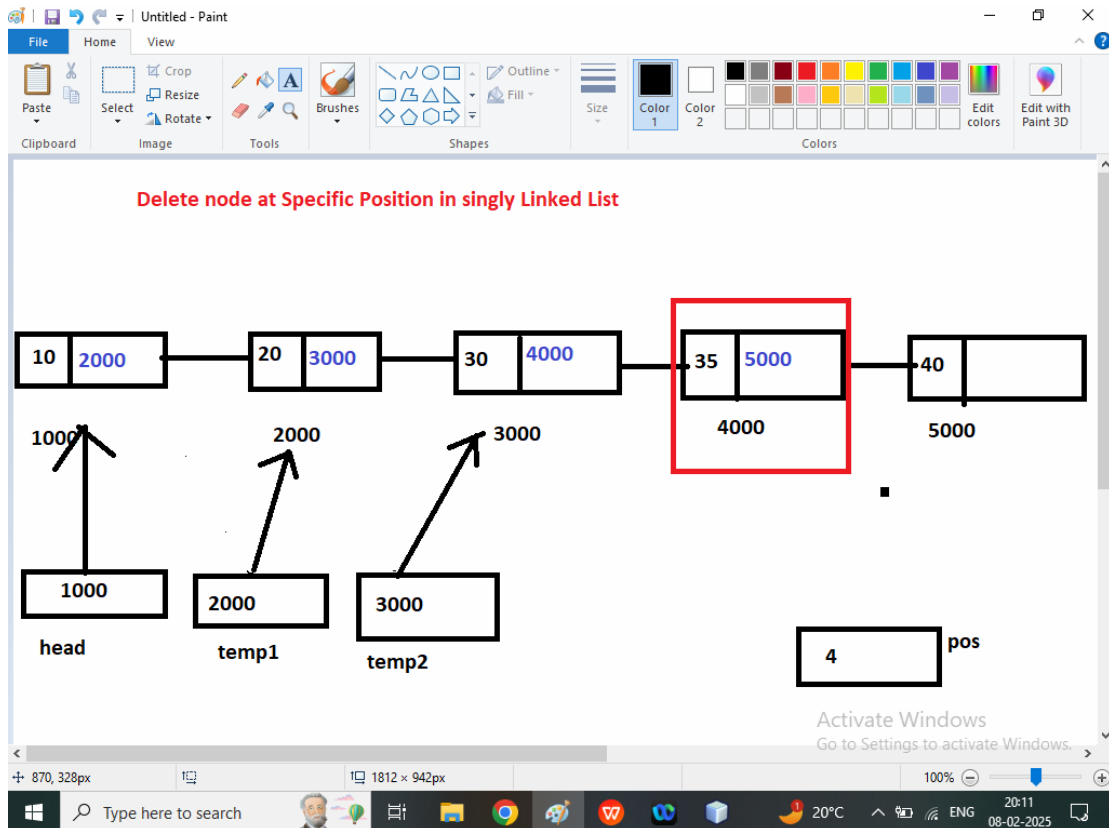 Untitled - Paint
File Home View
Paste
Select
Crop
Resize
Rotate
Brushes
Outline
Fill
Size
Color 1
Color 2
Edit colors
Edit with Paint 3D
Clipboard Image Tools Shapes Colors
Delete node at Specific Position in singly Linked List
10 2000 20 3000 30 4000 35 5000 40
1000 2000 3000 4000 5000
1000 2000 3000
head temp1 temp2
4 pos
Activate Windows
Go to Settings to activate Windows.
870, 328px 1812 × 942px 100%
Type here to search 20°C ENG 20:11
08-02-2025